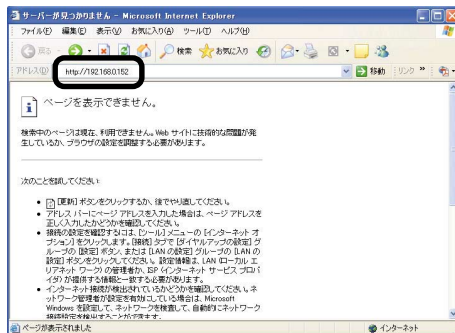 サーバーが見つかりません - Microsoft Internet Explorer
ファイル(F) 編集(E) 表示(V) お気に入り(A) ツール(T) ヘルプ(H)
戻る 検索 お気に入り
アドレス(D) http://192.168.0.152 移動 リンク »
ページを表示できません。
検索中のページは現在、利用できません。Web サイトに技術的な問題が発
生しているか、ブラウザの設定を調整する必要があります。
次のことを試してください:
• [更新] ボタンをクリックするか、後でやり直してください。
• アドレス バーにページ アドレスを入力した場合は、ページ アドレスを
正しく入力したかどうかを確認してください。
• 接続の設定を確認するには、[ツール] メニューの [インターネット オ
プション] をクリックします。[接続] タブで [ダイヤルアップの設定] グ
ループの [設定] ボタン、または [LAN の設定] グループの [LAN の
設定] ボタンをクリックしてください。設定情報は、LAN (ローカル エ
リアネット ワーク) の管理者か、ISP (インターネット サービス プロバ
イダ) が提供する情報と一致する必要があります。
• インターネット接続が検出されているかどうかを確認してください。ネ
ットワーク管理者が設定を有効にしている場合は、Microsoft
Windows を設定して、ネットワークを検査して、自動的にネットワーク
接続設定を検出することができます。
ページが表示されました インターネット